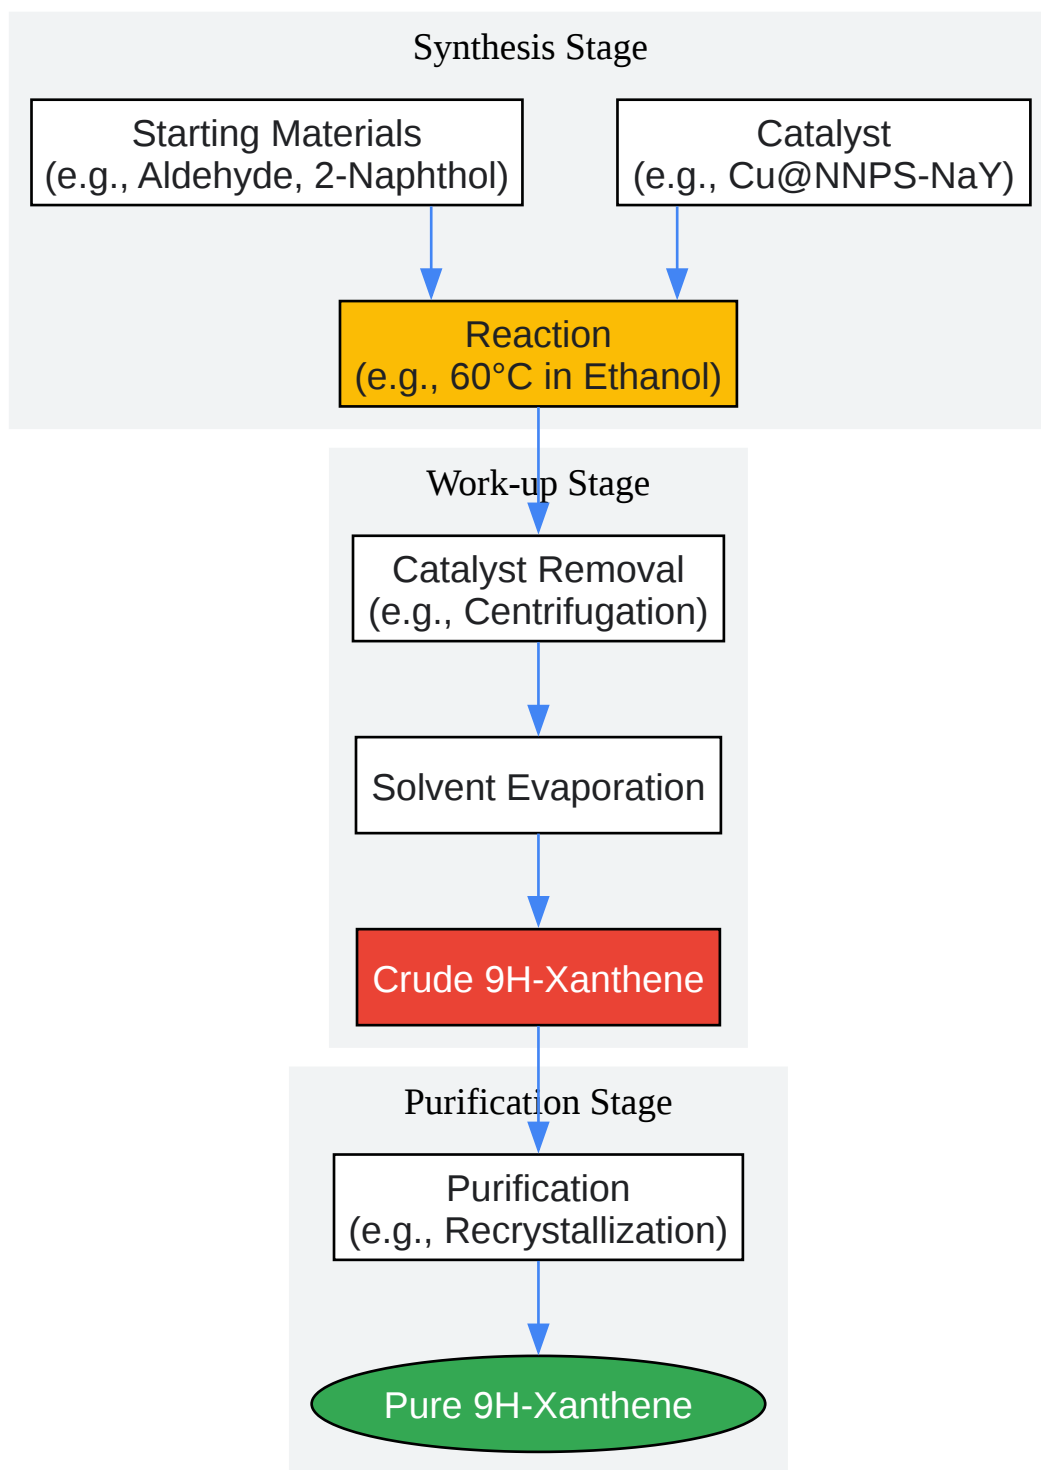 Synthesis Stage
Starting Materials
(e.g., Aldehyde, 2-Naphthol)
Catalyst
(e.g., Cu@NNPS-NaY)
Reaction
(e.g., 60°C in Ethanol)
Work-up Stage
Catalyst Removal
(e.g., Centrifugation)
Solvent Evaporation
Crude 9H-Xanthene
Purification Stage
Purification
(e.g., Recrystallization)
Pure 9H-Xanthene